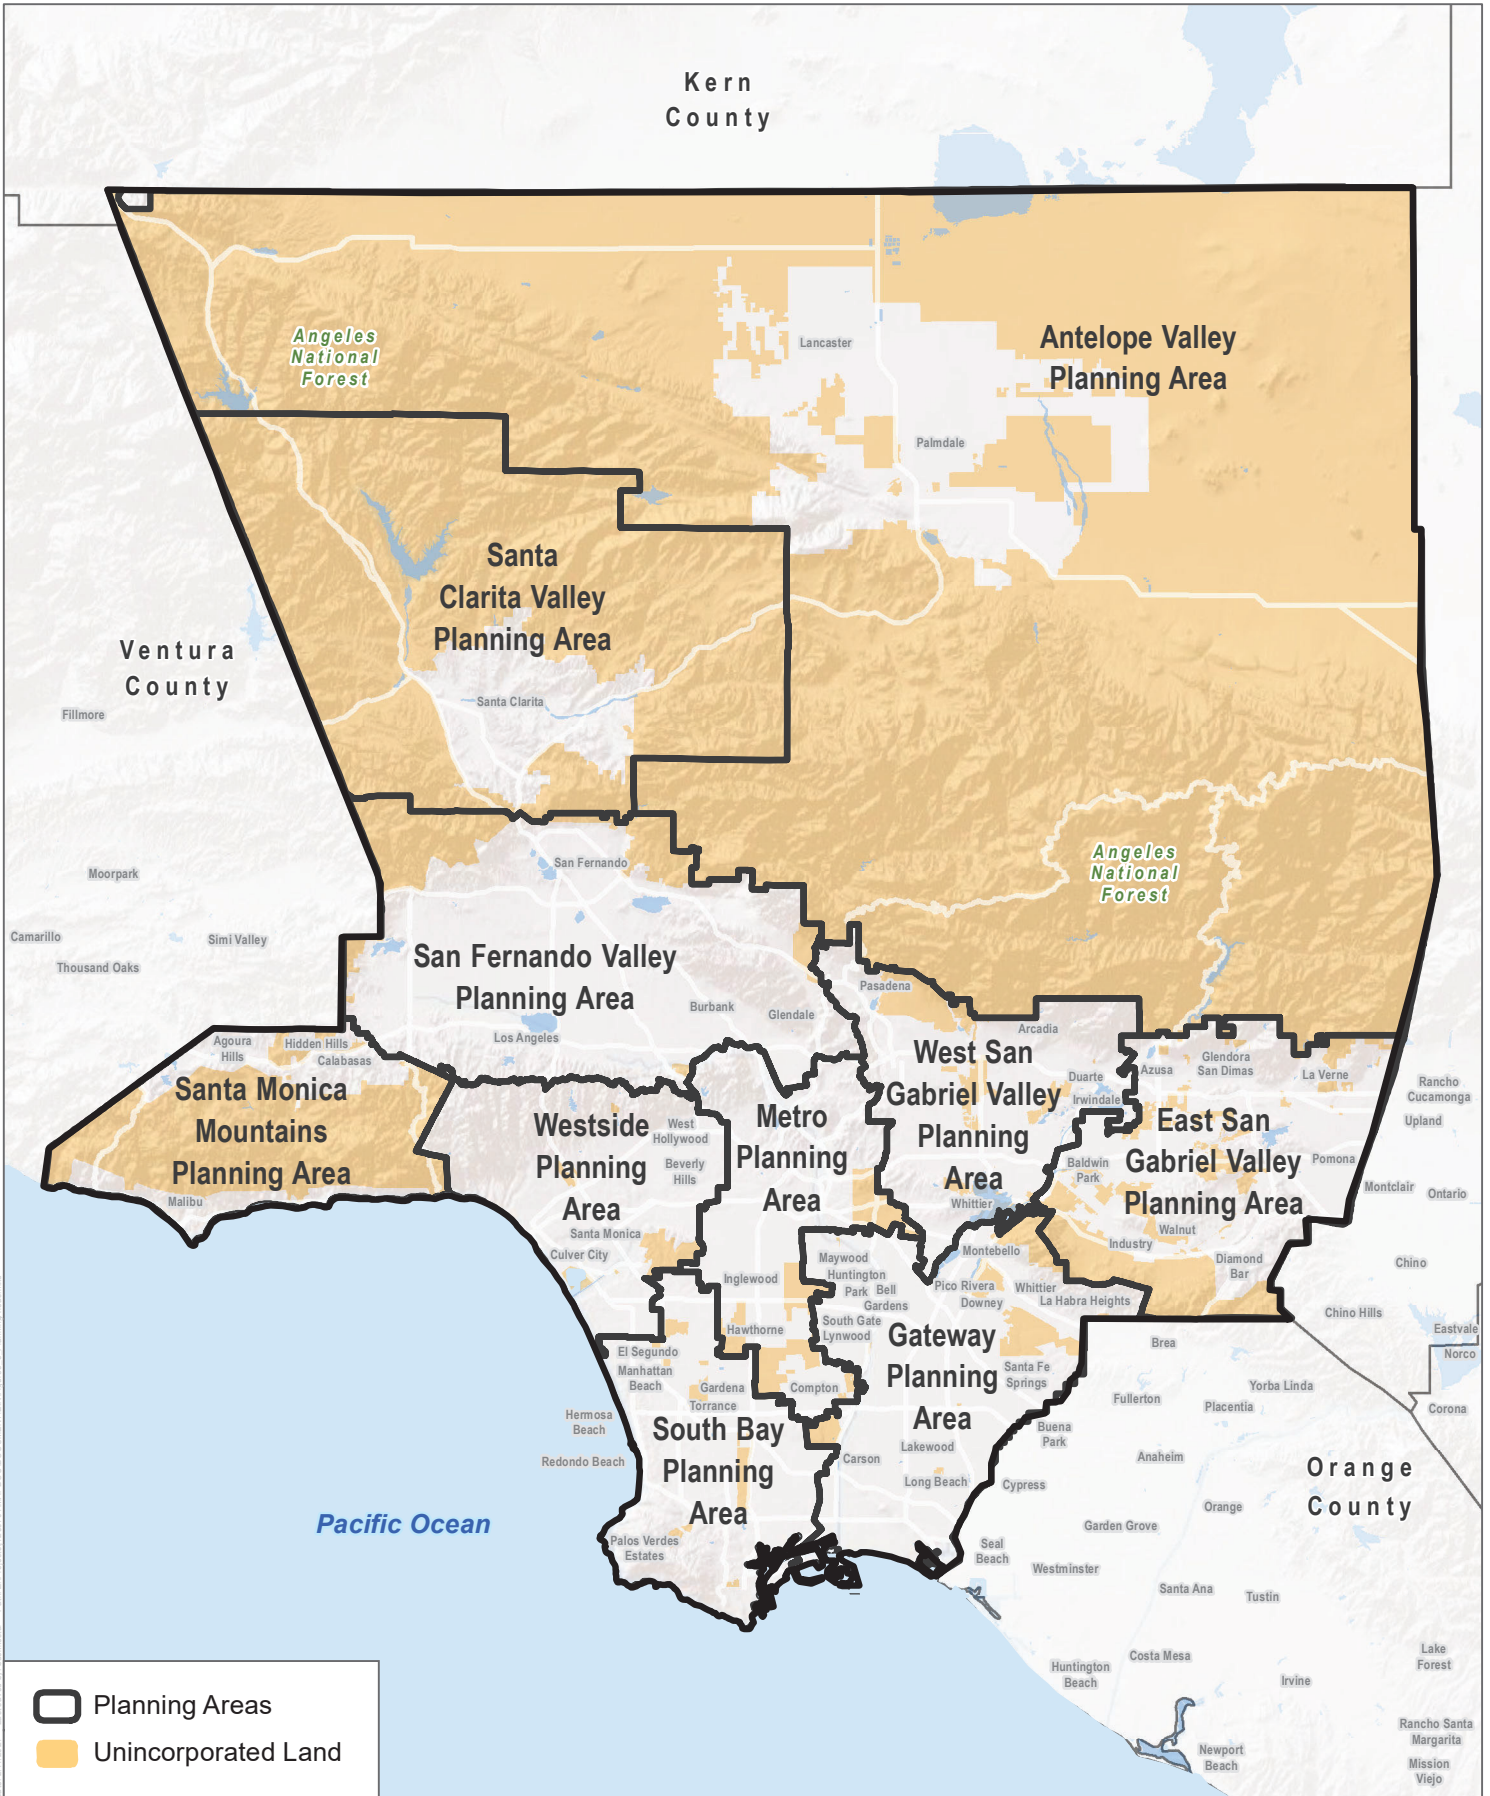 Kern
County
Angeles
National
Forest
Lancaster
Antelope Valley
Planning Area
Palmdale
Santa
Clarita Valley
Planning Area
Ventura
County
Santa Clarita
Fillmore
San Fernando
Moorpark
Angeles
National
Forest
Camarillo
Simi Valley
Thousand Oaks
San Fernando Valley
Planning Area
Pasadena
Burbank
Glendale
Los Angeles
Arcadia
Agoura
Hills
Hidden Hills
Calabasas
West San
Gabriel Valley
Planning
Area
Glendora
San Dimas
Azusa
La Verne
Duarte
Irwindale
Rancho
Cucamonga
Upland
Santa Monica
Mountains
Planning Area
Westside
Planning
Area
West
Hollywood
Beverly
Hills
Metro
Planning
Area
East San
Gabriel Valley
Planning Area
Baldwin
Park
Pomona
Montclair
Ontario
Malibu
Whittier
Santa Monica
Culver City
Walnut
Industry
Montebello
Diamond
Bar
Chino
Maywood
Huntington
Park
Bell
Gardens
Inglewood
Pico Rivera
Downey
Whittier
La Habra Heights
Chino Hills
South Gate
Lynwood
Hawthorne
Gateway
Planning
Area
Eastvale
Norco
Brea
El Segundo
Manhattan
Beach
Santa Fe
Springs
Gardena
Compton
Torrance
Yorba Linda
Fullerton
Placentia
Corona
Hermosa
Beach
South Bay
Planning
Area
Buena
Park
Lakewood
Carson
Anaheim
Redondo Beach
Long Beach
Cypress
Orange
County
Orange
Pacific Ocean
Garden Grove
Palos Verdes
Estates
Seal
Beach
Westminster
Santa Ana
Tustin
Costa Mesa
Lake
Forest
Huntington
Beach
Irvine
Rancho Santa
Margarita
Newport
Beach
Mission
Viejo
Planning Areas
Unincorporated Land